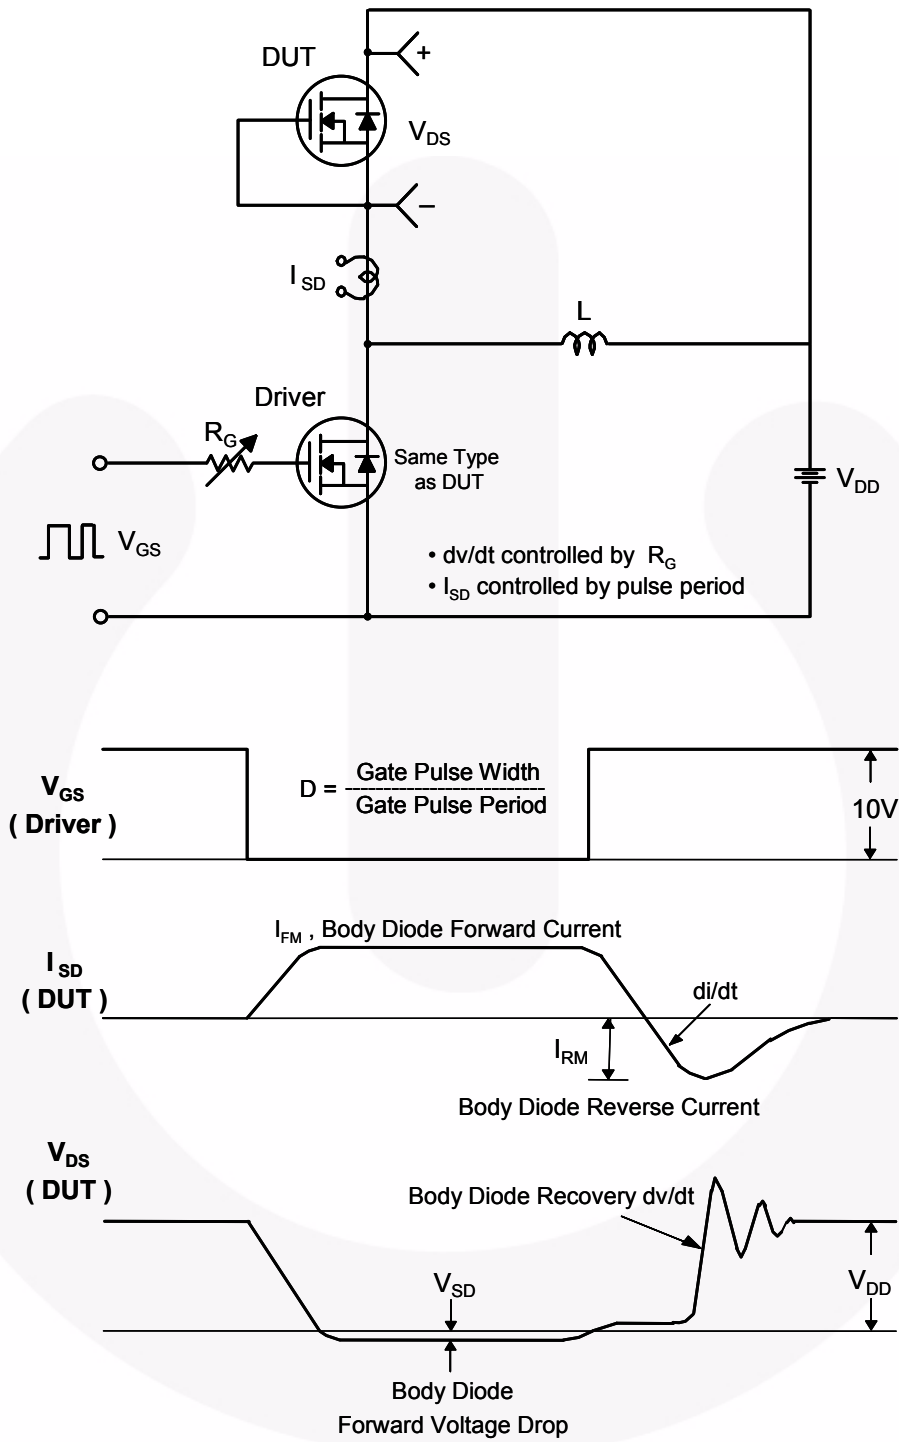 DUT
+
V_DS
−
I_SD
L
Driver
R_G
Same Type
as DUT
V_DD
V_GS
• dv/dt controlled by R_G
• I_SD controlled by pulse period
V_GS
( Driver )
D = Gate Pulse Width
Gate Pulse Period
10V
I_FM , Body Diode Forward Current
I_SD
( DUT )
di/dt
I_RM
Body Diode Reverse Current
V_DS
( DUT )
Body Diode Recovery dv/dt
V_SD
V_DD
Body Diode
Forward Voltage Drop